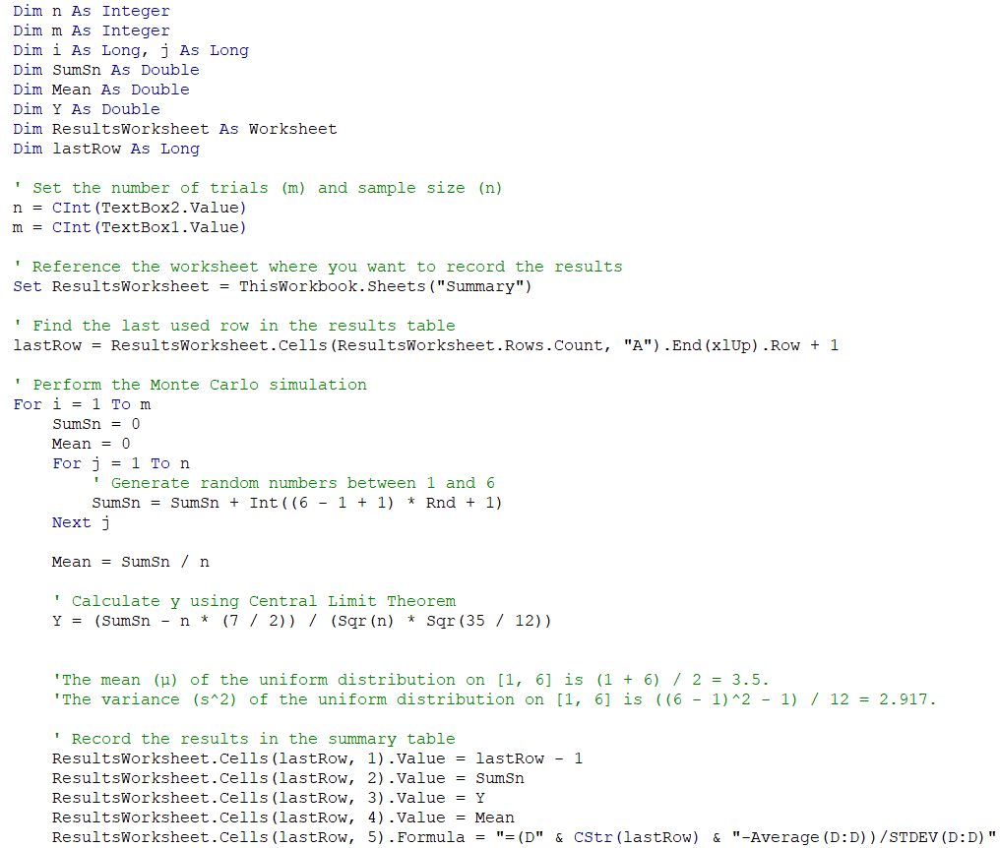 Dim n As Integer
Dim m As Integer
Dim i As Long, j As Long
Dim SumSn As Double
Dim Mean As Double
Dim Y As Double
Dim ResultsWorksheet As Worksheet
Dim lastRow As Long
' Set the number of trials (m) and sample size (n)
n = CInt(TextBox2.Value)
m = CInt(TextBox1.Value)
' Reference the worksheet where you want to record the results
Set ResultsWorksheet = ThisWorkbook.Sheets("Summary")
' Find the last used row in the results table
lastRow = ResultsWorksheet.Cells(ResultsWorksheet.Rows.Count, "A").End(xlUp).Row + 1
' Perform the Monte Carlo simulation
For i = 1 To m
    SumSn = 0
    Mean = 0
    For j = 1 To n
        ' Generate random numbers between 1 and 6
        SumSn = SumSn + Int((6 - 1 + 1) * Rnd + 1)
    Next j
    Mean = SumSn / n
    ' Calculate y using Central Limit Theorem
    Y = (SumSn - n * (7 / 2)) / (Sqr(n) * Sqr(35 / 12))
    'The mean (µ) of the uniform distribution on [1, 6] is (1 + 6) / 2 = 3.5.
    'The variance (s^2) of the uniform distribution on [1, 6] is ((6 - 1)^2 - 1) / 12 = 2.917.
    ' Record the results in the summary table
    ResultsWorksheet.Cells(lastRow, 1).Value = lastRow - 1
    ResultsWorksheet.Cells(lastRow, 2).Value = SumSn
    ResultsWorksheet.Cells(lastRow, 3).Value = Y
    ResultsWorksheet.Cells(lastRow, 4).Value = Mean
    ResultsWorksheet.Cells(lastRow, 5).Formula = "=(D" & CStr(lastRow) & "-Average(D:D))/STDEV(D:D)"